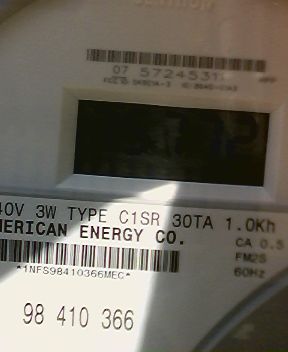 07 5724531
40V 3W TYPE C1SR 30TA 1.0Kh
MERICAN ENERGY CO.
CA 0.5
FM2S
60Hz
*1NFS98410366MEC*
98 410 366